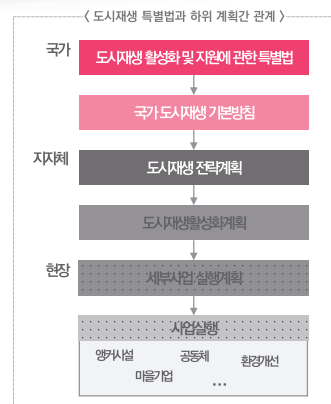 〈 도시재생 특별법과 하위 계획간 관계 〉
국가
도시재생 활성화 및 지원에 관한 특별법
국가 도시재생 기본방침
지자체
도시재생 전략계획
도시재생활성화계획
현장
세부사업 실행계획
사업실행
앵커시설 공동체 환경개선
마을기업 ...